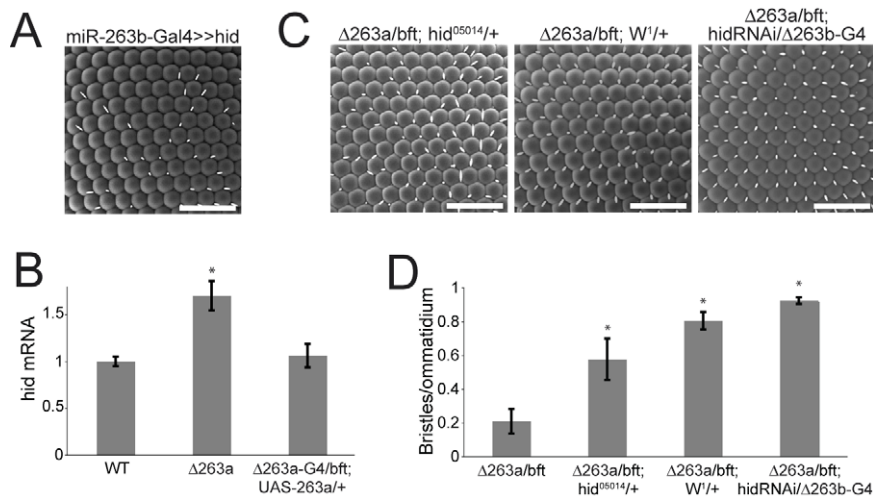 A
miR-263b-Gal4>>hid
C
Δ263a/bft; hid⁰⁵⁰¹⁴/+
Δ263a/bft; W¹/+
Δ263a/bft;
hidRNAi/Δ263b-G4
B
hid mRNA
1.5
1
0.5
0
*
WT
Δ263a
Δ263a-G4/bft;
UAS-263a/+
D
Bristles/ommatidium
1
0.8
0.6
0.4
0.2
0
*
*
*
Δ263a/bft
Δ263a/bft;
hid⁰⁵⁰¹⁴/+
Δ263a/bft;
W¹/+
Δ263a/bft;
hidRNAi/Δ263b-G4